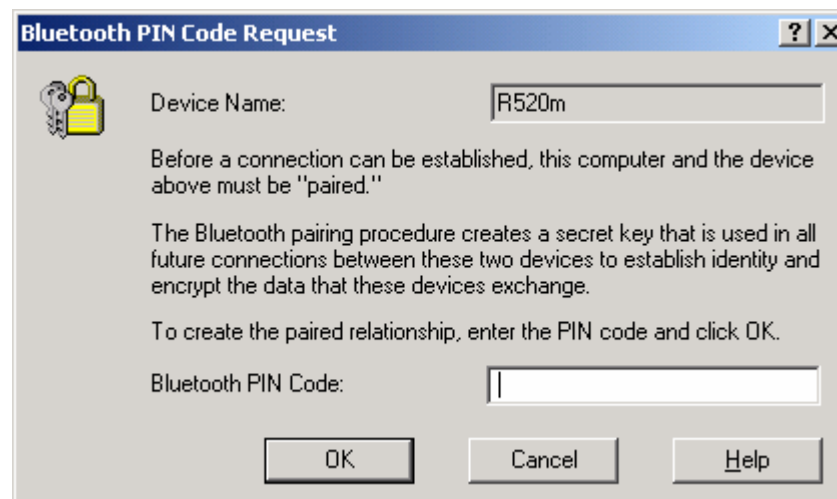 Bluetooth PIN Code Request
Device Name: R520m
Before a connection can be established, this computer and the device
above must be "paired."
The Bluetooth pairing procedure creates a secret key that is used in all
future connections between these two devices to establish identity and
encrypt the data that these devices exchange.
To create the paired relationship, enter the PIN code and click OK.
Bluetooth PIN Code:
OK Cancel Help